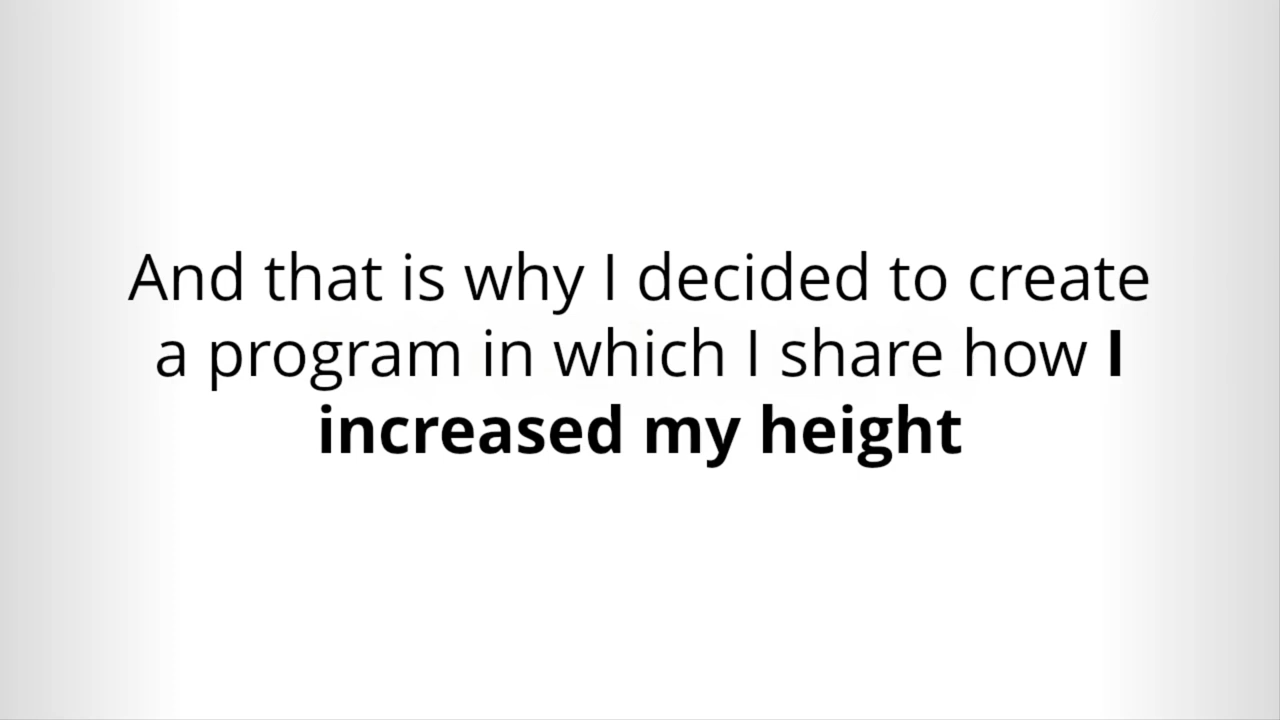 And that is why I decided to create
a program in which I share how I
increased my height